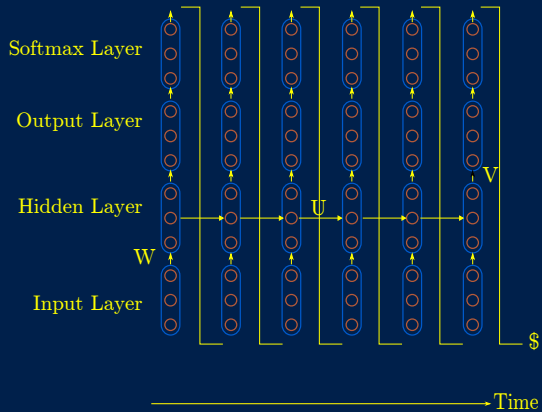 Softmax Layer
Output Layer
V
Hidden Layer
U
W
Input Layer
$
Time